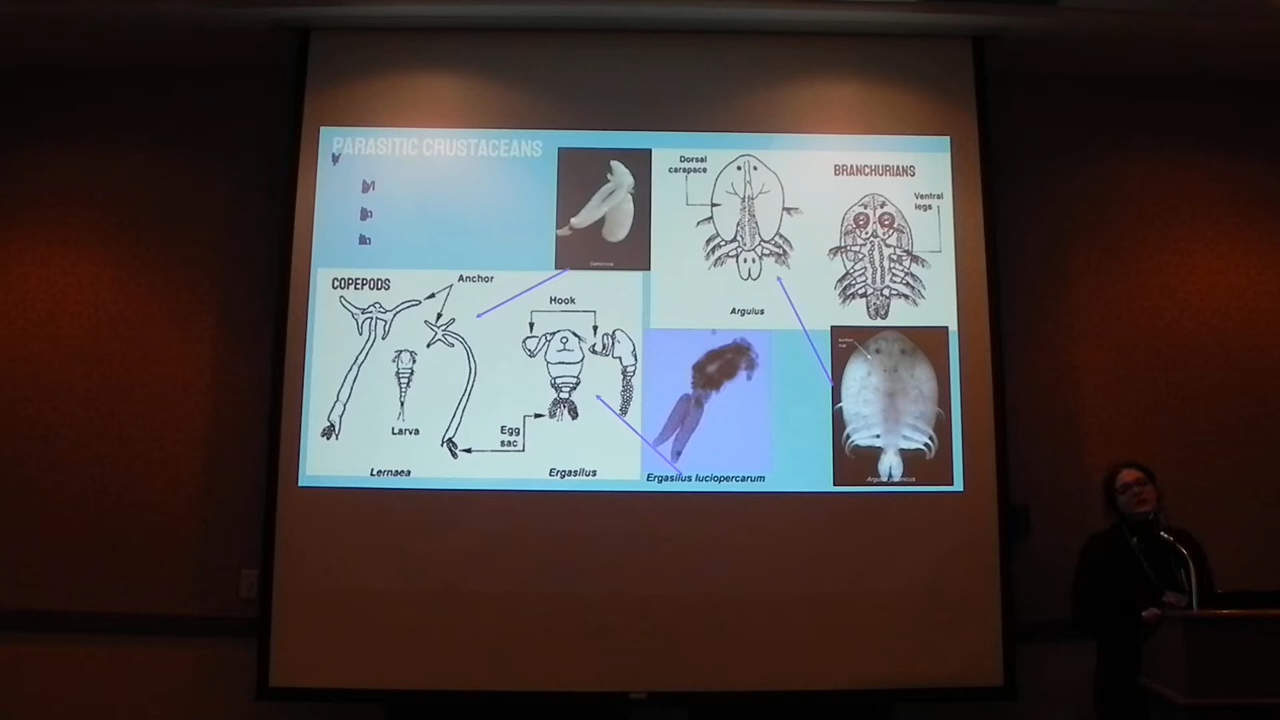 PARASITIC CRUSTACEANS
COPEPODS
Anchor
Hook
Larva
Egg
sac
Lernaea
Ergasilus
Dorsal
carapace
BRANCHURIANS
Ventral
legs
Argulus
Ergasilus luciopercarum